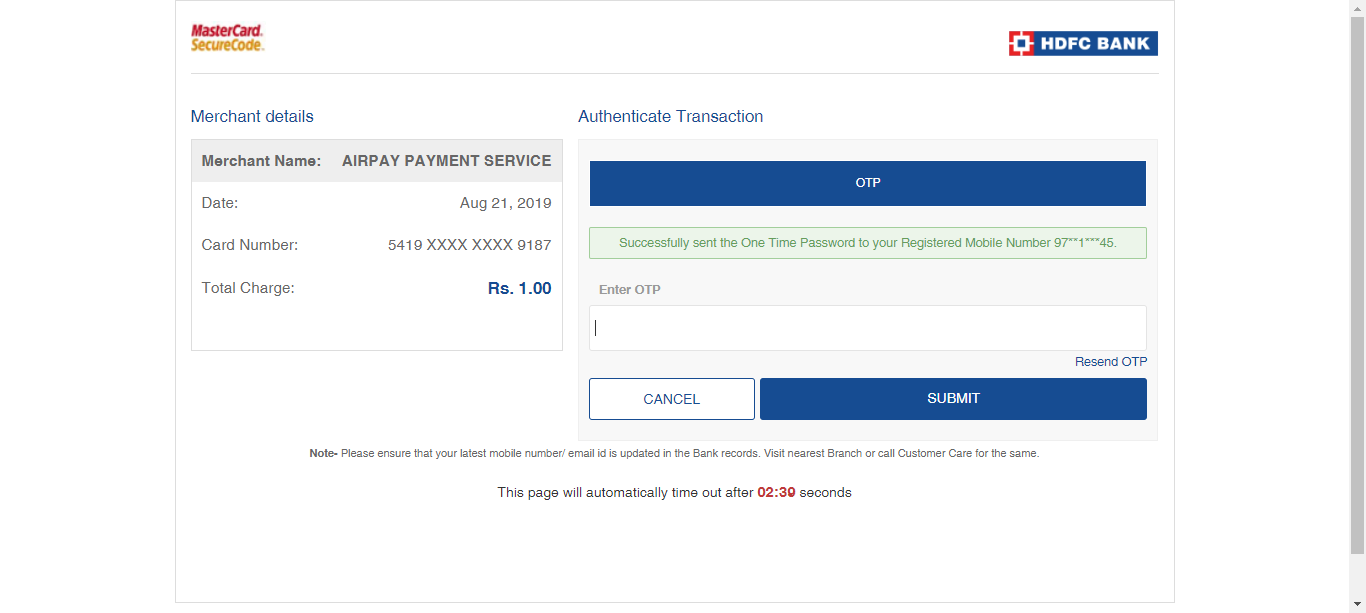 MasterCard.
SecureCode.
HDFC BANK
Merchant details
Merchant Name: AIRPAY PAYMENT SERVICE
Date: Aug 21, 2019
Card Number: 5419 XXXX XXXX 9187
Total Charge: Rs. 1.00
Authenticate Transaction
OTP
Successfully sent the One Time Password to your Registered Mobile Number 97**1***45.
Enter OTP
Resend OTP
CANCEL
SUBMIT
Note- Please ensure that your latest mobile number/ email id is updated in the Bank records. Visit nearest Branch or call Customer Care for the same.
This page will automatically time out after 02:39 seconds